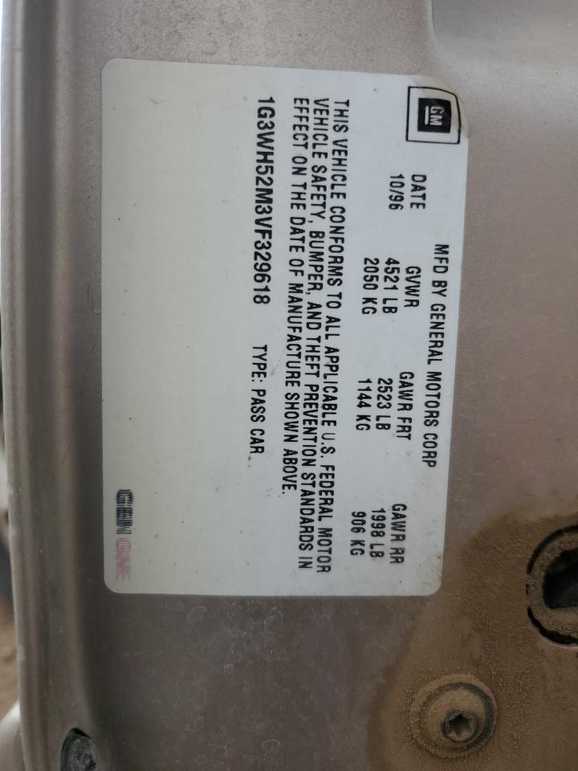 GM
MFD BY GENERAL MOTORS CORP
DATE GVWR GAWR FRT GAWR RR
10/96 4521 LB 2523 LB 1998 LB
2050 KG 1144 KG 906 KG
THIS VEHICLE CONFORMS TO ALL APPLICABLE U.S. FEDERAL MOTOR
VEHICLE SAFETY, BUMPER, AND THEFT PREVENTION STANDARDS IN
EFFECT ON THE DATE OF MANUFACTURE SHOWN ABOVE.
1G3WH52M3VF329618 TYPE: PASS CAR